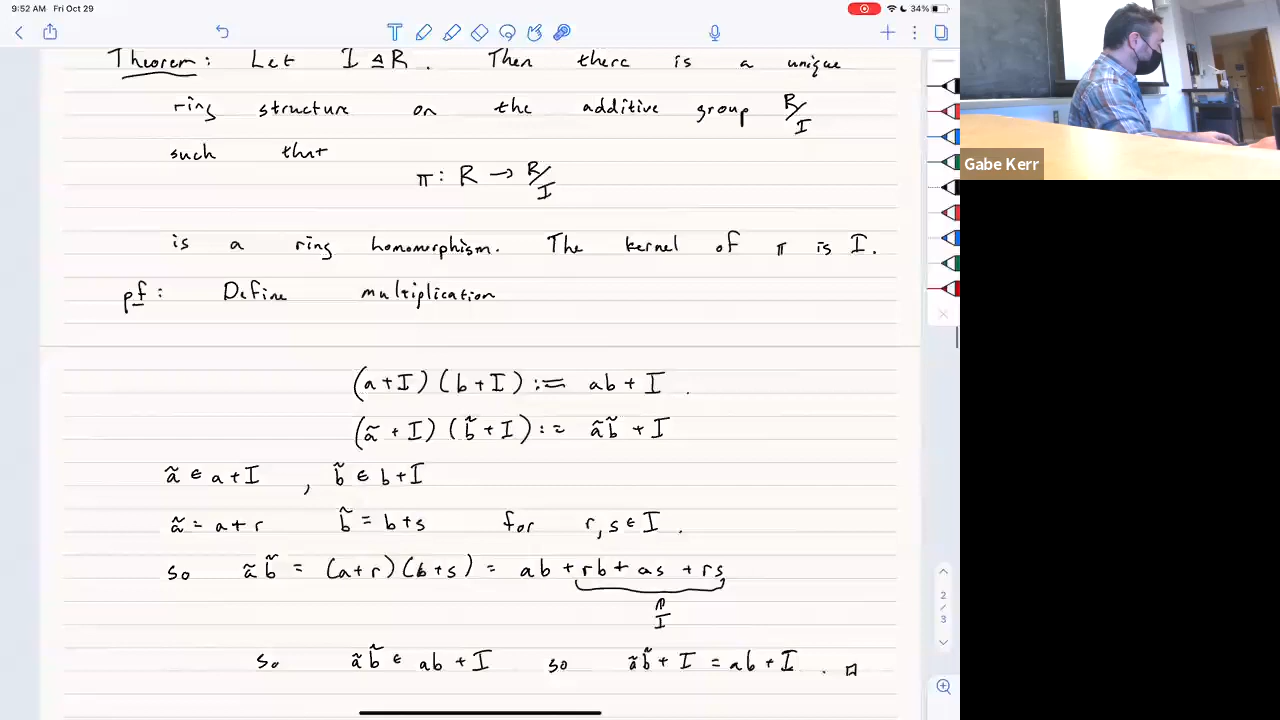 9:52 AM Fri Oct 29
34%
Theorem: Let I ⊴ R. Then there is a unique
ring structure on the additive group R/I
such that
π: R → R/I
is a ring homomorphism. The kernel of π is I.
pf: Define multiplication
(a+I)(b+I) := ab + I.
(ã+I)(b̃+I) := ãb̃ + I
ã ∈ a+I, b̃ ∈ b+I
ã = a+r b̃ = b+s for r,s ∈ I.
so ãb̃ = (a+r)(b+s) = ab + rb + as + rs
∩
I
so ãb̃ ∈ ab + I so ãb̃ + I = ab + I. □
2
/
3
Gabe Kerr